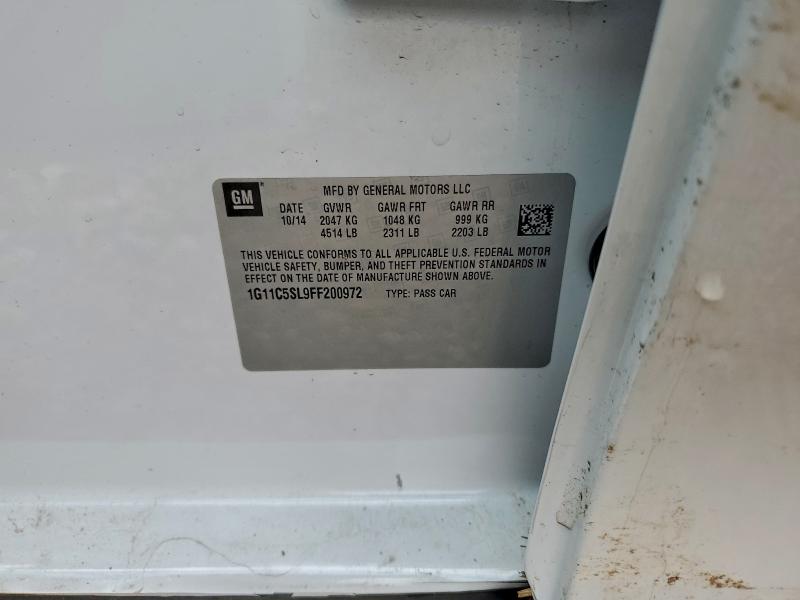 GM
MFD BY GENERAL MOTORS LLC
DATE GVWR GAWR FRT GAWR RR
10/14 2047 KG 1048 KG 999 KG
4514 LB 2311 LB 2203 LB
THIS VEHICLE CONFORMS TO ALL APPLICABLE U.S. FEDERAL MOTOR
VEHICLE SAFETY, BUMPER, AND THEFT PREVENTION STANDARDS IN
EFFECT ON THE DATE OF MANUFACTURE SHOWN ABOVE.
1G11C5SL9FF200972 TYPE: PASS CAR